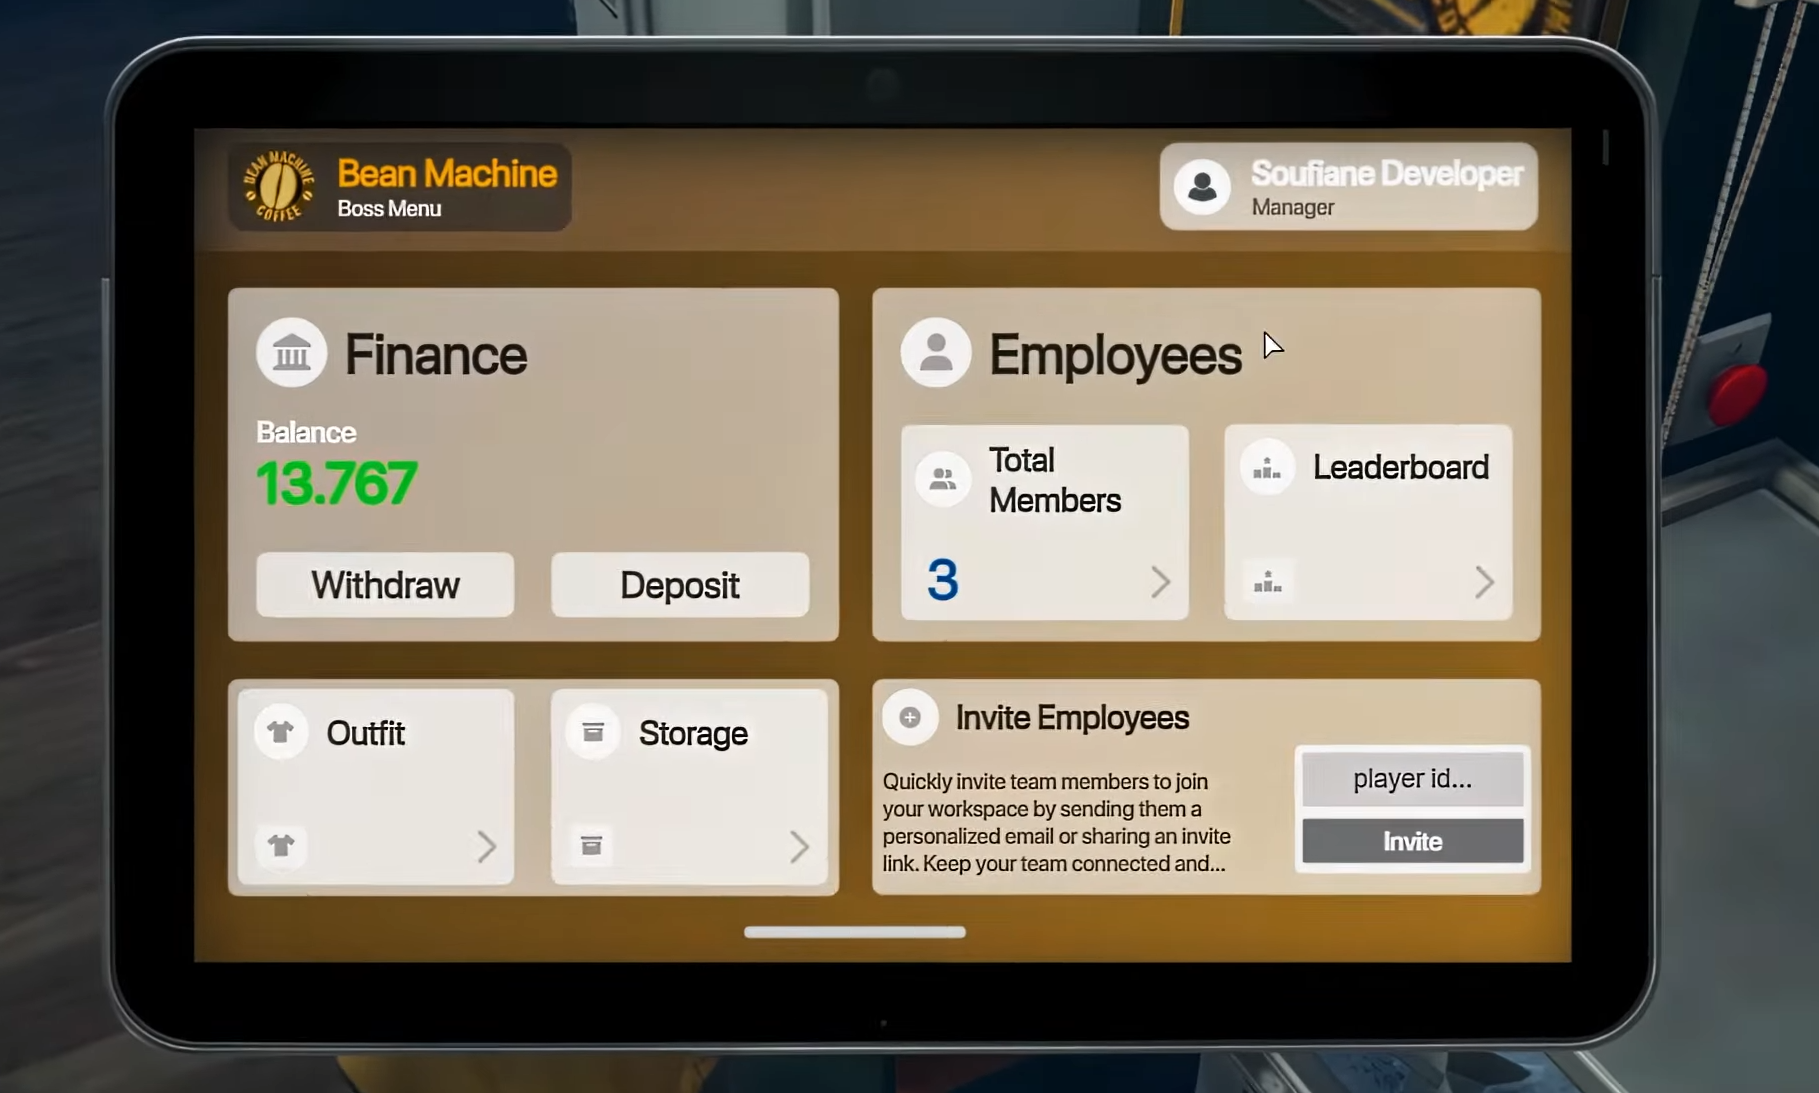 BEAN MACHINE
COFFEE
Bean Machine
Boss Menu
Soufiane Developer
Manager
Finance
Balance
13.767
Withdraw
Deposit
Employees
Total
Members
3
Leaderboard
Outfit
Storage
Invite Employees
Quickly invite team members to join
your workspace by sending them a
personalized email or sharing an invite
link. Keep your team connected and...
player id...
Invite